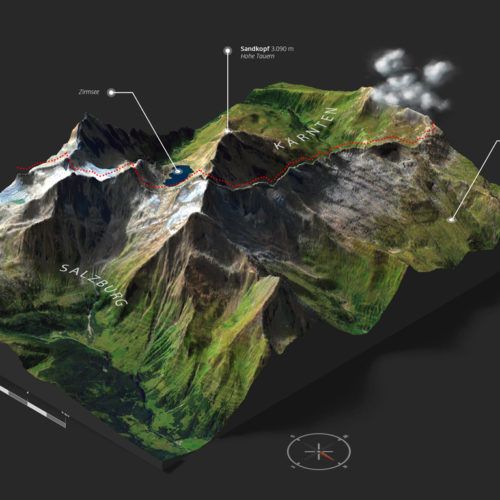 Sandkopf 3.090 m
Hohe Tauern
Zirmsee
KÄRNTEN
SALZBURG